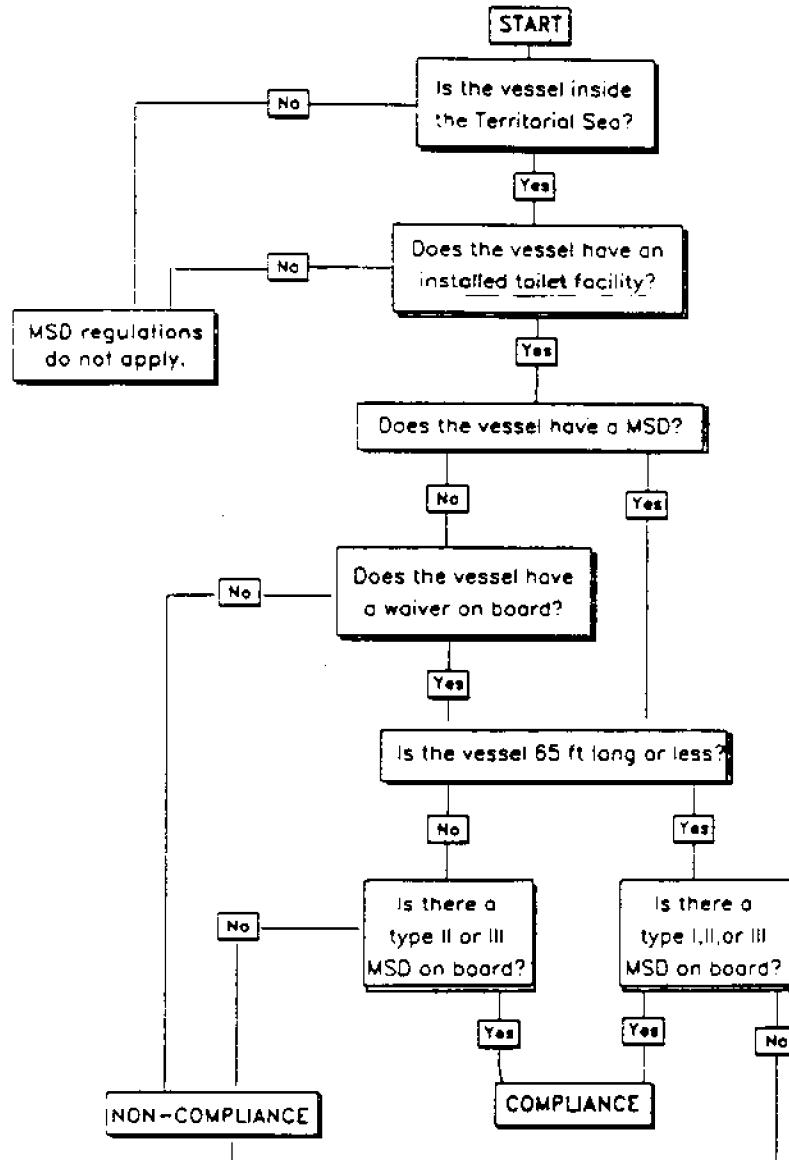 START
Is the vessel inside
the Territorial Sea?
No
Yes
Does the vessel have an
installed toilet facility?
No
MSD regulations
do not apply.
Yes
Does the vessel have a MSD?
No
Yes
Does the vessel have
a waiver on board?
No
Yes
Is the vessel 65 ft long or less?
No
Yes
Is there a
type II or III
MSD on board?
Is there a
type I,II,or III
MSD on board?
No
Yes
Yes
No
NON-COMPLIANCE
COMPLIANCE